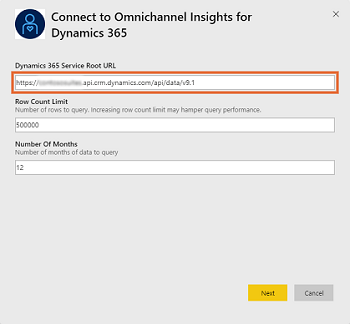 Connect to Omnichannel Insights for
Dynamics 365
Dynamics 365 Service Root URL
https:// .api.crm.dynamics.com/api/data/v9.1
Row Count Limit
Number of rows to query. Increasing row count limit may hamper query performance.
500000
Number Of Months
Number of months of data to query
12
Next Cancel